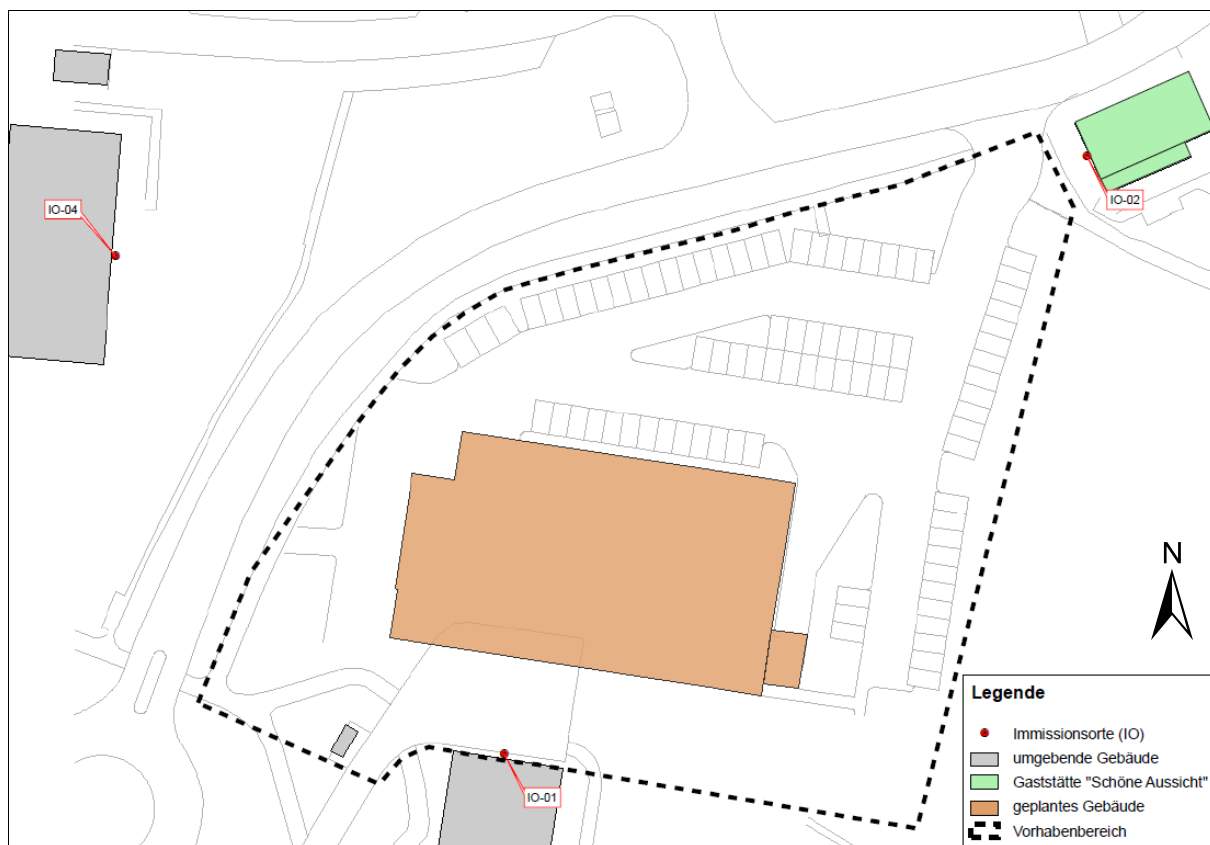 IO-04
IO-02
IO-01
N
Legende
Immissionsorte (IO)
umgebende Gebäude
Gaststätte "Schöne Aussicht"
geplantes Gebäude
Vorhabenbereich